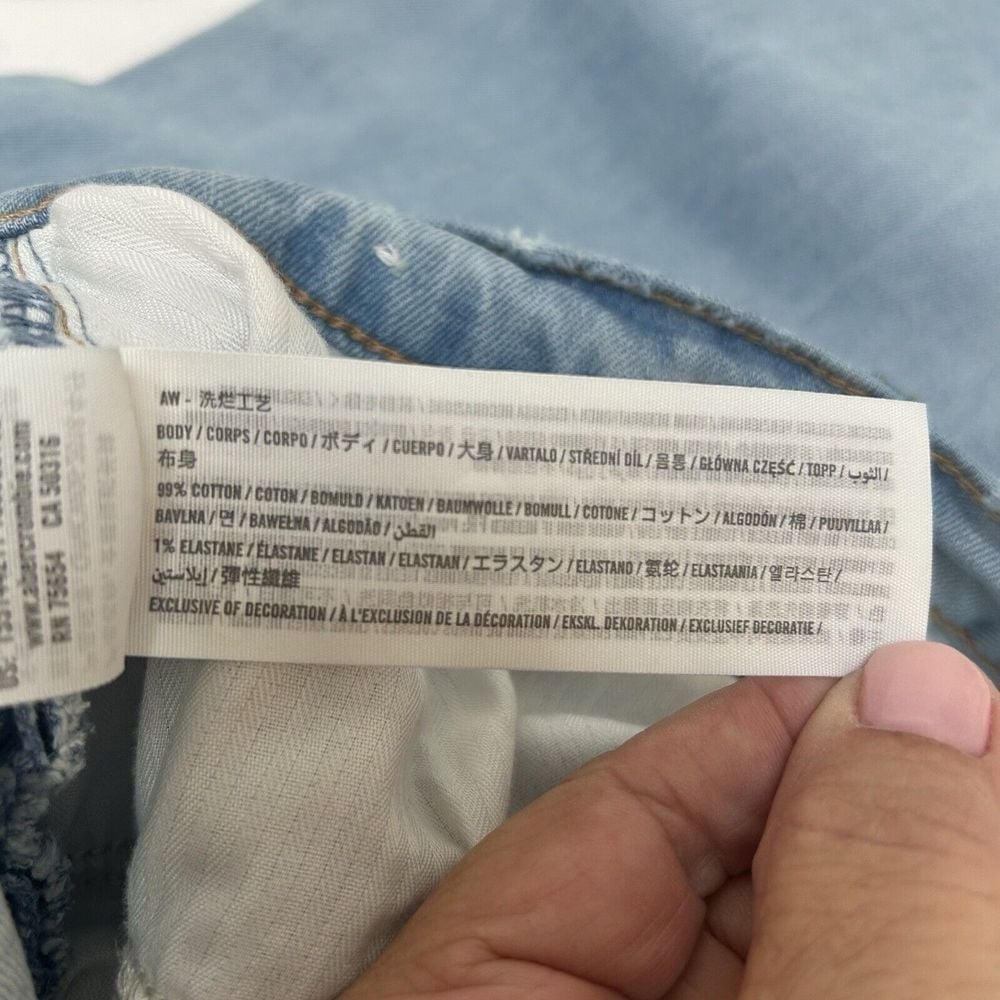 AW - 洗烂工艺
BODY / CORPS / CORPO / ボディ / CUERPO / 大身 / VARTALO / STŘEDNÍ DÍL / 몸통 / GŁÓWNA CZĘŚĆ / TOPP / الثوب /
布身
99% COTTON / COTON / BOMULD / KATOEN / BAUMWOLLE / BOMULL / COTONE / コットン / ALGODÓN / 棉 / PUUVILLAA /
BAVLNA / 면 / BAWEŁNA / ALGODÃO / القطن /
1% ELASTANE / ÉLASTANE / ELASTAN / ELASTAAN / エラスタン / ELASTANO / 氨纶 / ELASTAANIA / 엘라스탄 /
إيلاستين / 彈性纖維
EXCLUSIVE OF DECORATION / À L'EXCLUSION DE LA DÉCORATION / EKSKL. DEKORATION / EXCLUSIEF DECORATIE /
www.abercrombie.com
RN 75654 CA 50316